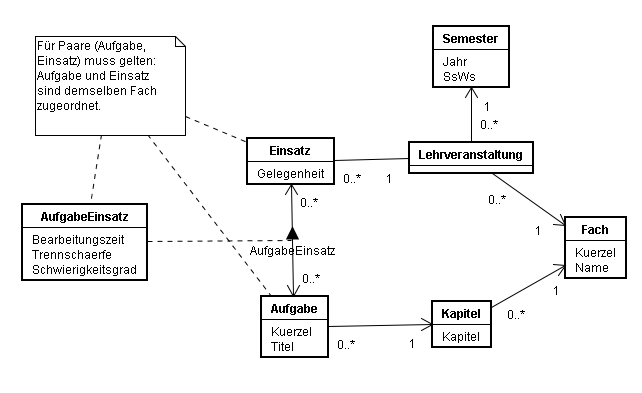 Für Paare (Aufgabe,
Einsatz) muss gelten:
Aufgabe und Einsatz
sind demselben Fach
zugeordnet.
Semester
Jahr
SsWs
1
0..*
Einsatz
Gelegenheit
0..*
1
Lehrveranstaltung
0..*
1
Fach
Kuerzel
Name
AufgabeEinsatz
Bearbeitungszeit
Trennschaerfe
Schwierigkeitsgrad
0..*
AufgabeEinsatz
0..*
Aufgabe
Kuerzel
Titel
0..*
1
Kapitel
Kapitel
0..*
1